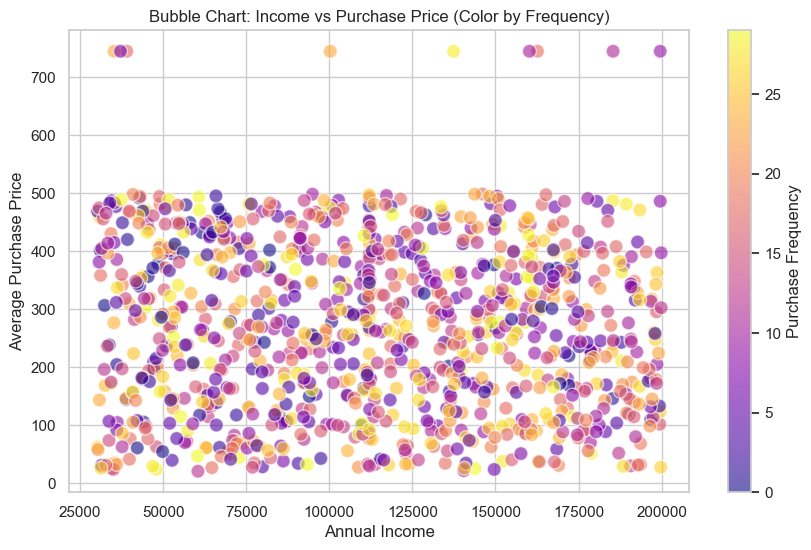 Bubble Chart: Income vs Purchase Price (Color by Frequency)
Average Purchase Price
700
600
500
400
300
200
100
0
25000 50000 75000 100000 125000 150000 175000 200000
Annual Income
25
20
15
10
5
0
Purchase Frequency